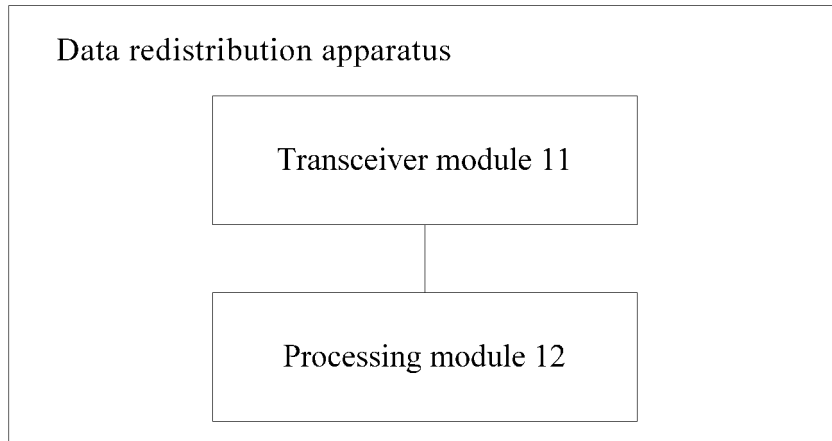 Data redistribution apparatus
Transceiver module 11
Processing module 12